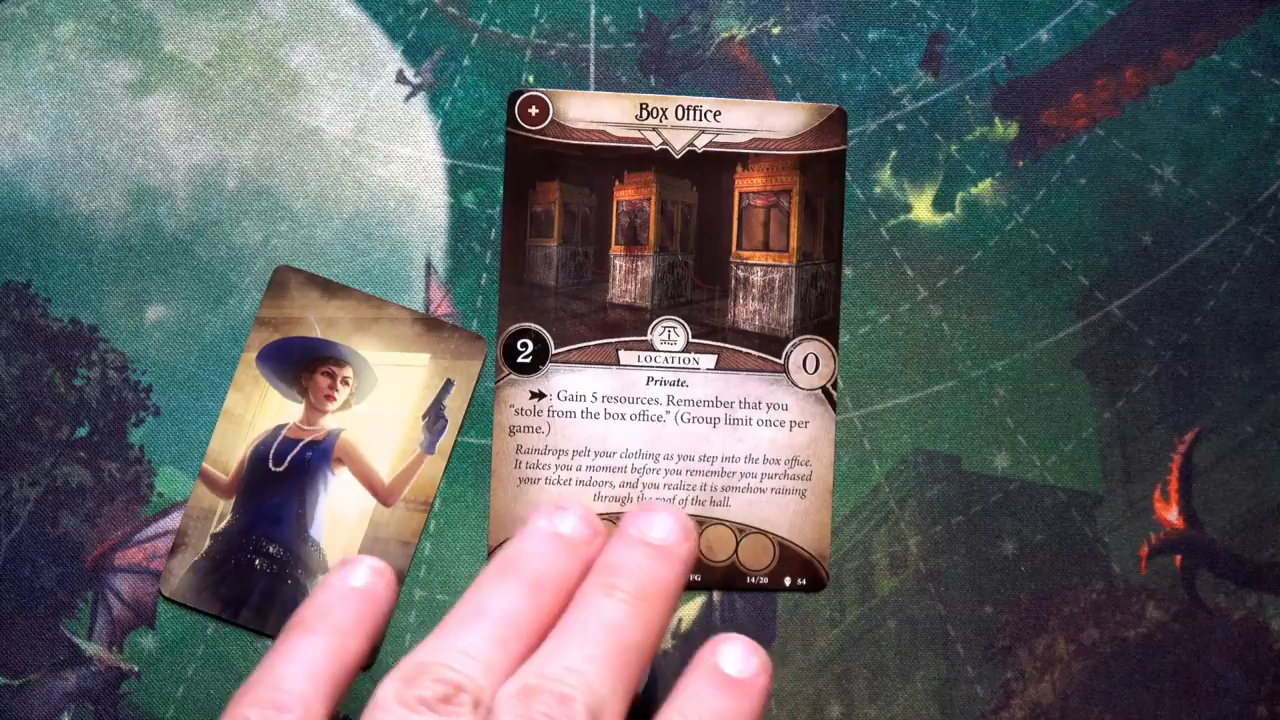 Box Office
2
0
LOCATION
Private.
: Gain 5 resources. Remember that you
“stole from the box office.” (Group limit once per
game.)
Raindrops pelt your clothing as you step into the box office.
It takes you a moment before you remember you purchased
your ticket indoors, and you realize it is somehow raining
through the roof of the hall.
FG 14/20 54